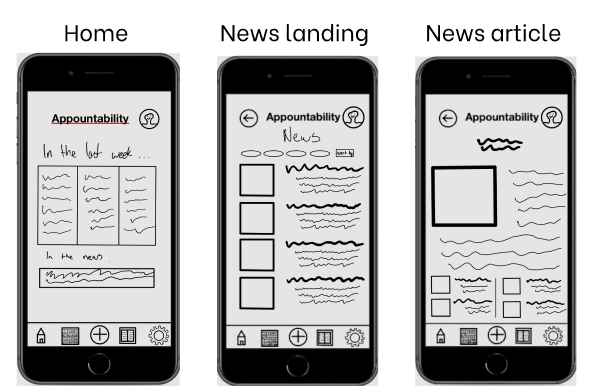 Home
News landing
News article
Appountability
In the last week ...
In the news.
Appountability
News
sort by
Appountability